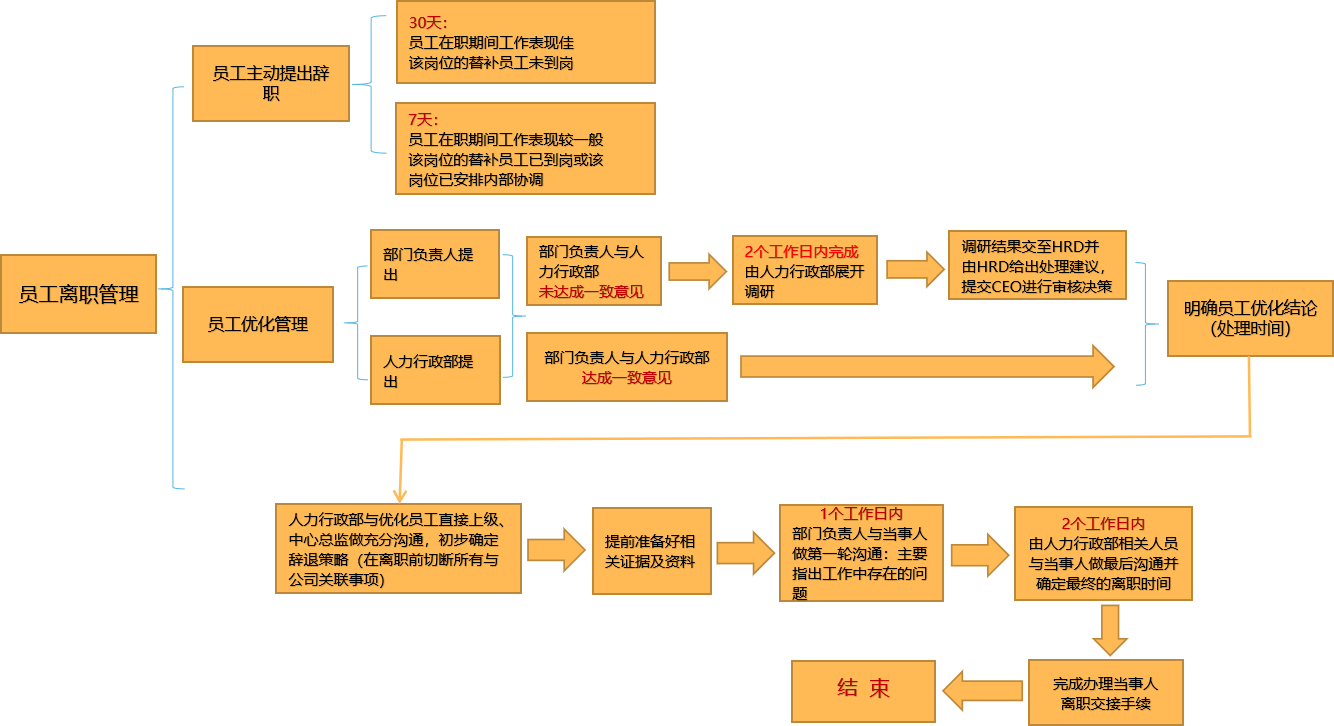 员工离职管理
员工主动提出辞
职
30天：
员工在职期间工作表现佳
该岗位的替补员工未到岗
7天：
员工在职期间工作表现较一般
该岗位的替补员工已到岗或该
岗位已安排内部协调
员工优化管理
部门负责人提
出
人力行政部提
出
部门负责人与人
力行政部
未达成一致意见
2个工作日内完成
由人力行政部展开
调研
调研结果交至HRD并
由HRD给出处理建议，
提交CEO进行审核决策
部门负责人与人力行政部
达成一致意见
明确员工优化结论
（处理时间）
人力行政部与优化员工直接上级、
中心总监做充分沟通，初步确定
辞退策略（在离职前切断所有与
公司关联事项）
提前准备好相
关证据及资料
1个工作日内
部门负责人与当事人
做第一轮沟通：主要
指出工作中存在的问
题
2个工作日内
由人力行政部相关人员
与当事人做最后沟通并
确定最终的离职时间
完成办理当事人
离职交接手续
结 束